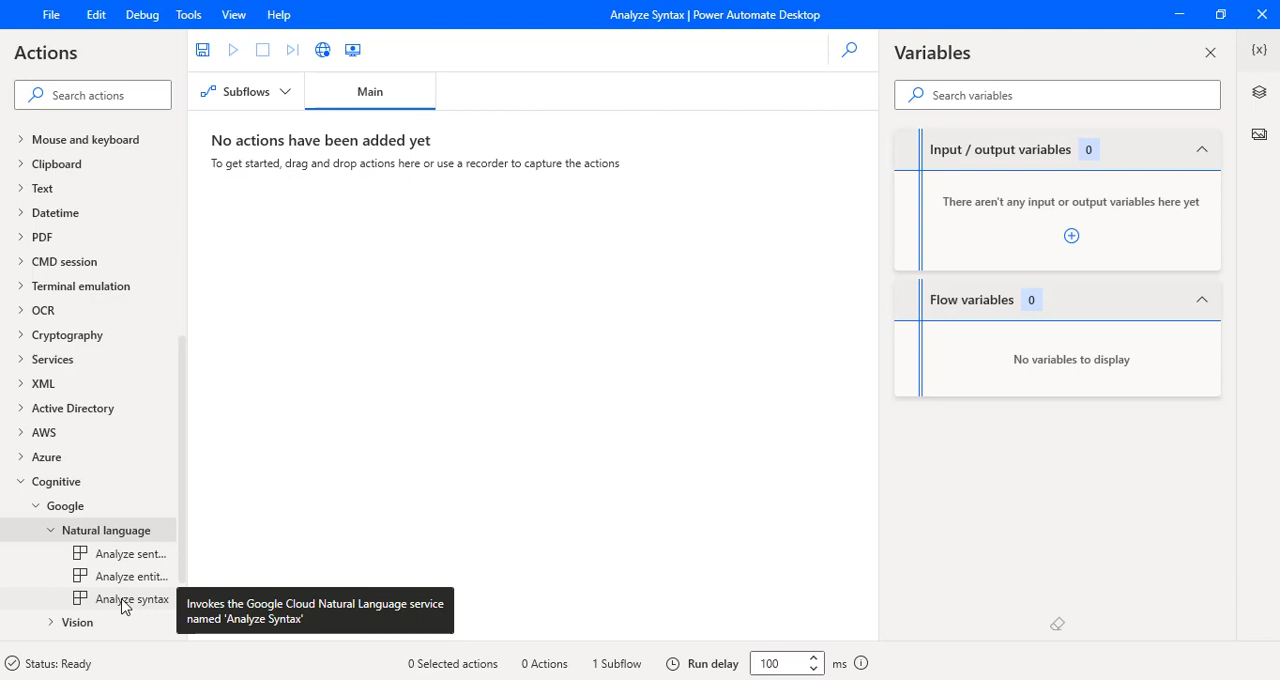 File Edit Debug Tools View Help
Analyze Syntax | Power Automate Desktop
Actions
Search actions
Mouse and keyboard
Clipboard
Text
Datetime
PDF
CMD session
Terminal emulation
OCR
Cryptography
Services
XML
Active Directory
AWS
Azure
Cognitive
Google
Natural language
Analyze sent...
Analyze entit...
Analyze syntax
Vision
Invokes the Google Cloud Natural Language service
named 'Analyze Syntax'
Subflows
Main
No actions have been added yet
To get started, drag and drop actions here or use a recorder to capture the actions
Variables
{x}
Search variables
Input / output variables 0
There aren't any input or output variables here yet
Flow variables 0
No variables to display
Status: Ready
0 Selected actions
0 Actions
1 Subflow
Run delay 100 ms